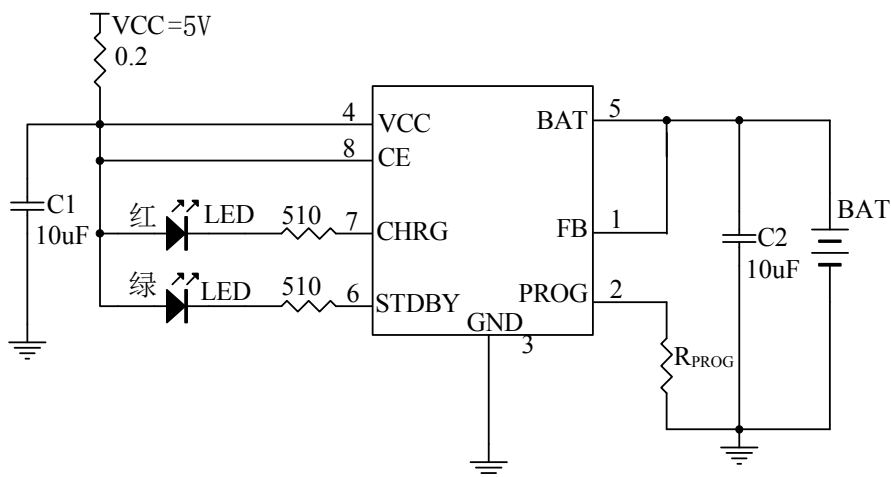 VCC=5V
0.2
4
VCC
BAT
5
8
CE
C1
10uF
红
LED
510
7
CHRG
FB
1
C2
10uF
BAT
绿
LED
510
6
STDBY
PROG
2
GND
3
RPROG